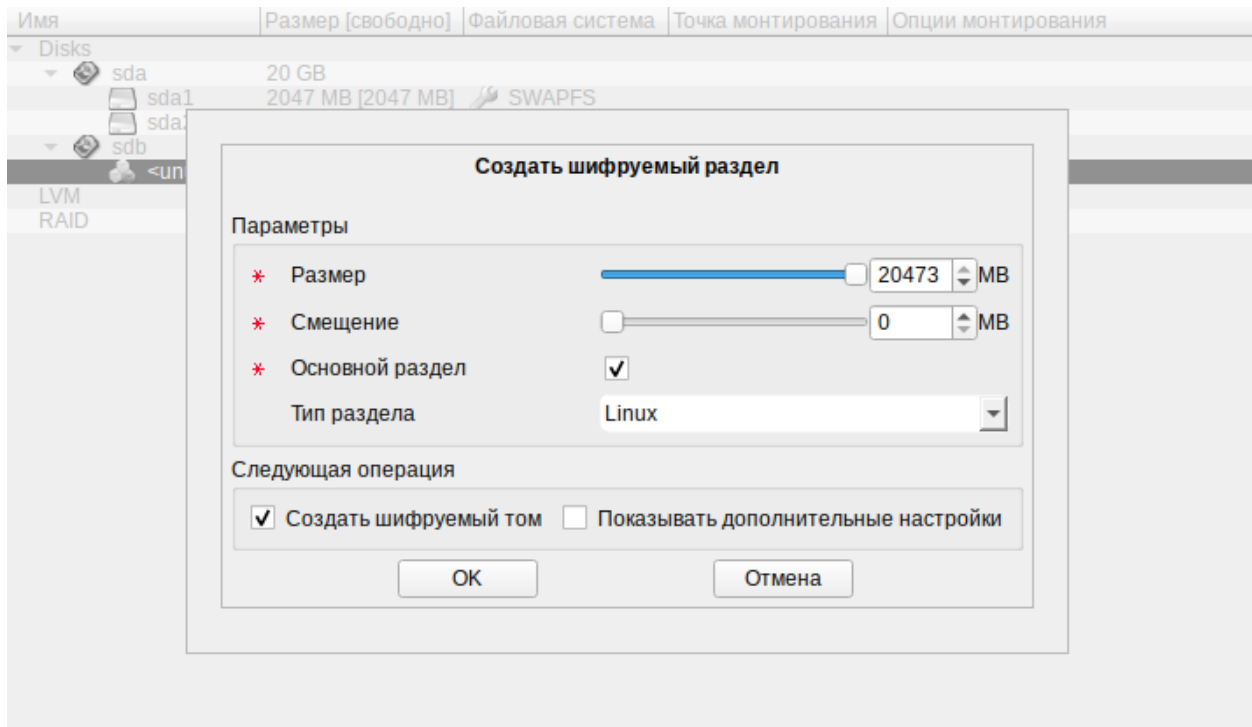 Имя Размер [свободно] Файловая система Точка монтирования Опции монтирования
Disks
sda 20 GB
sda1 2047 MB [2047 MB] SWAPFS
sda
sdb
<un
LVM
RAID
Создать шифруемый раздел
Параметры
Размер 20473 MB
Смещение 0 MB
Основной раздел
Тип раздела Linux
Следующая операция
Создать шифруемый том Показывать дополнительные настройки
OK Отмена